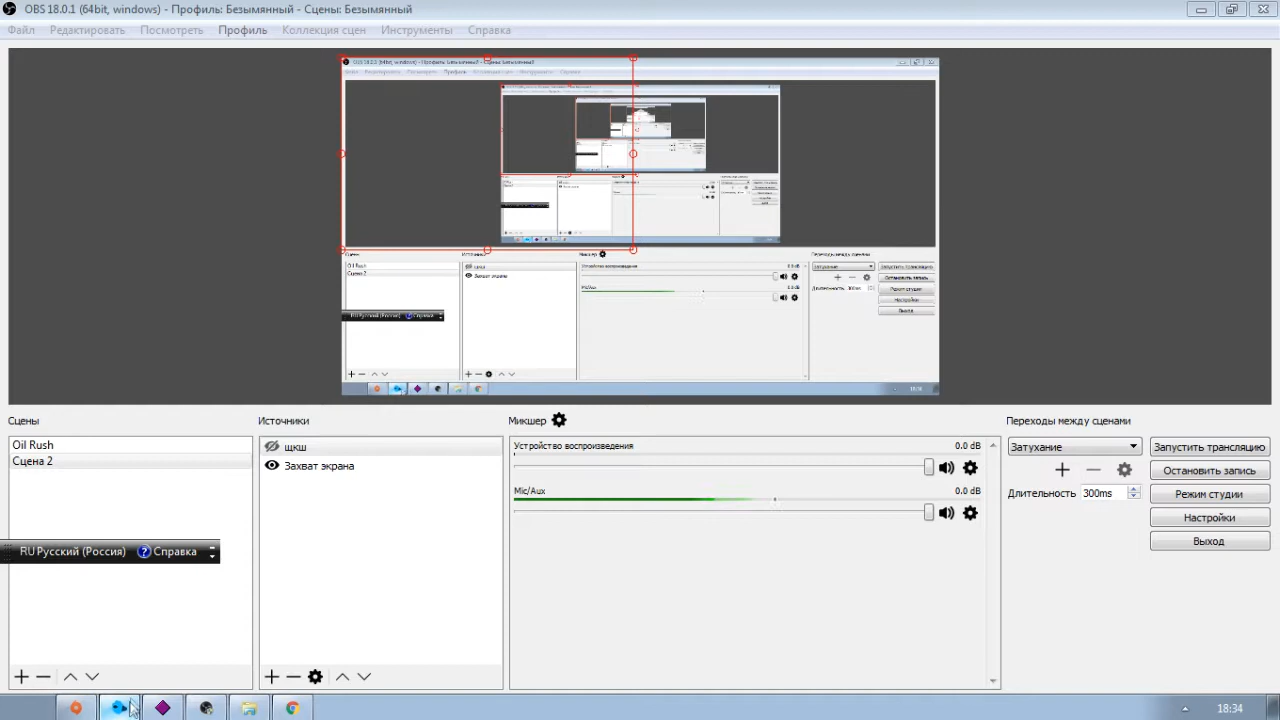 OBS 18.0.1 (64bit, windows) - Профиль: Безымянный - Сцены: Безымянный
Файл Редактировать Посмотреть Профиль Коллекция сцен Инструменты Справка
Сцены
Oil Rush
Сцена 2
RU Русский (Россия) ? Справка
Источники
щкш
Захват экрана
Микшер
Устройство воспроизведения 0.0 dB
Mic/Aux 0.0 dB
Переходы между сценами
Затухание
Длительность 300ms
Запустить трансляцию
Остановить запись
Режим студии
Настройки
Выход
18:34